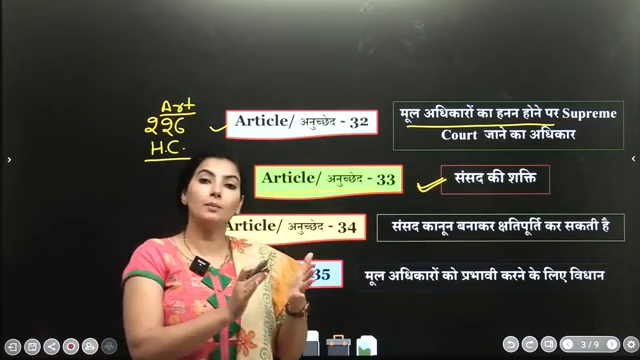 Art
226
H.C.
Article/ अनुच्छेद - 32
मूल अधिकारों का हनन होने पर Supreme
Court जाने का अधिकार
Article/ अनुच्छेद - 33
संसद की शक्ति
Article/ अनुच्छेद - 34
संसद कानून बनाकर क्षतिपूर्ति कर सकती है
35
मूल अधिकारों को प्रभावी करने के लिए विधान
3 / 9